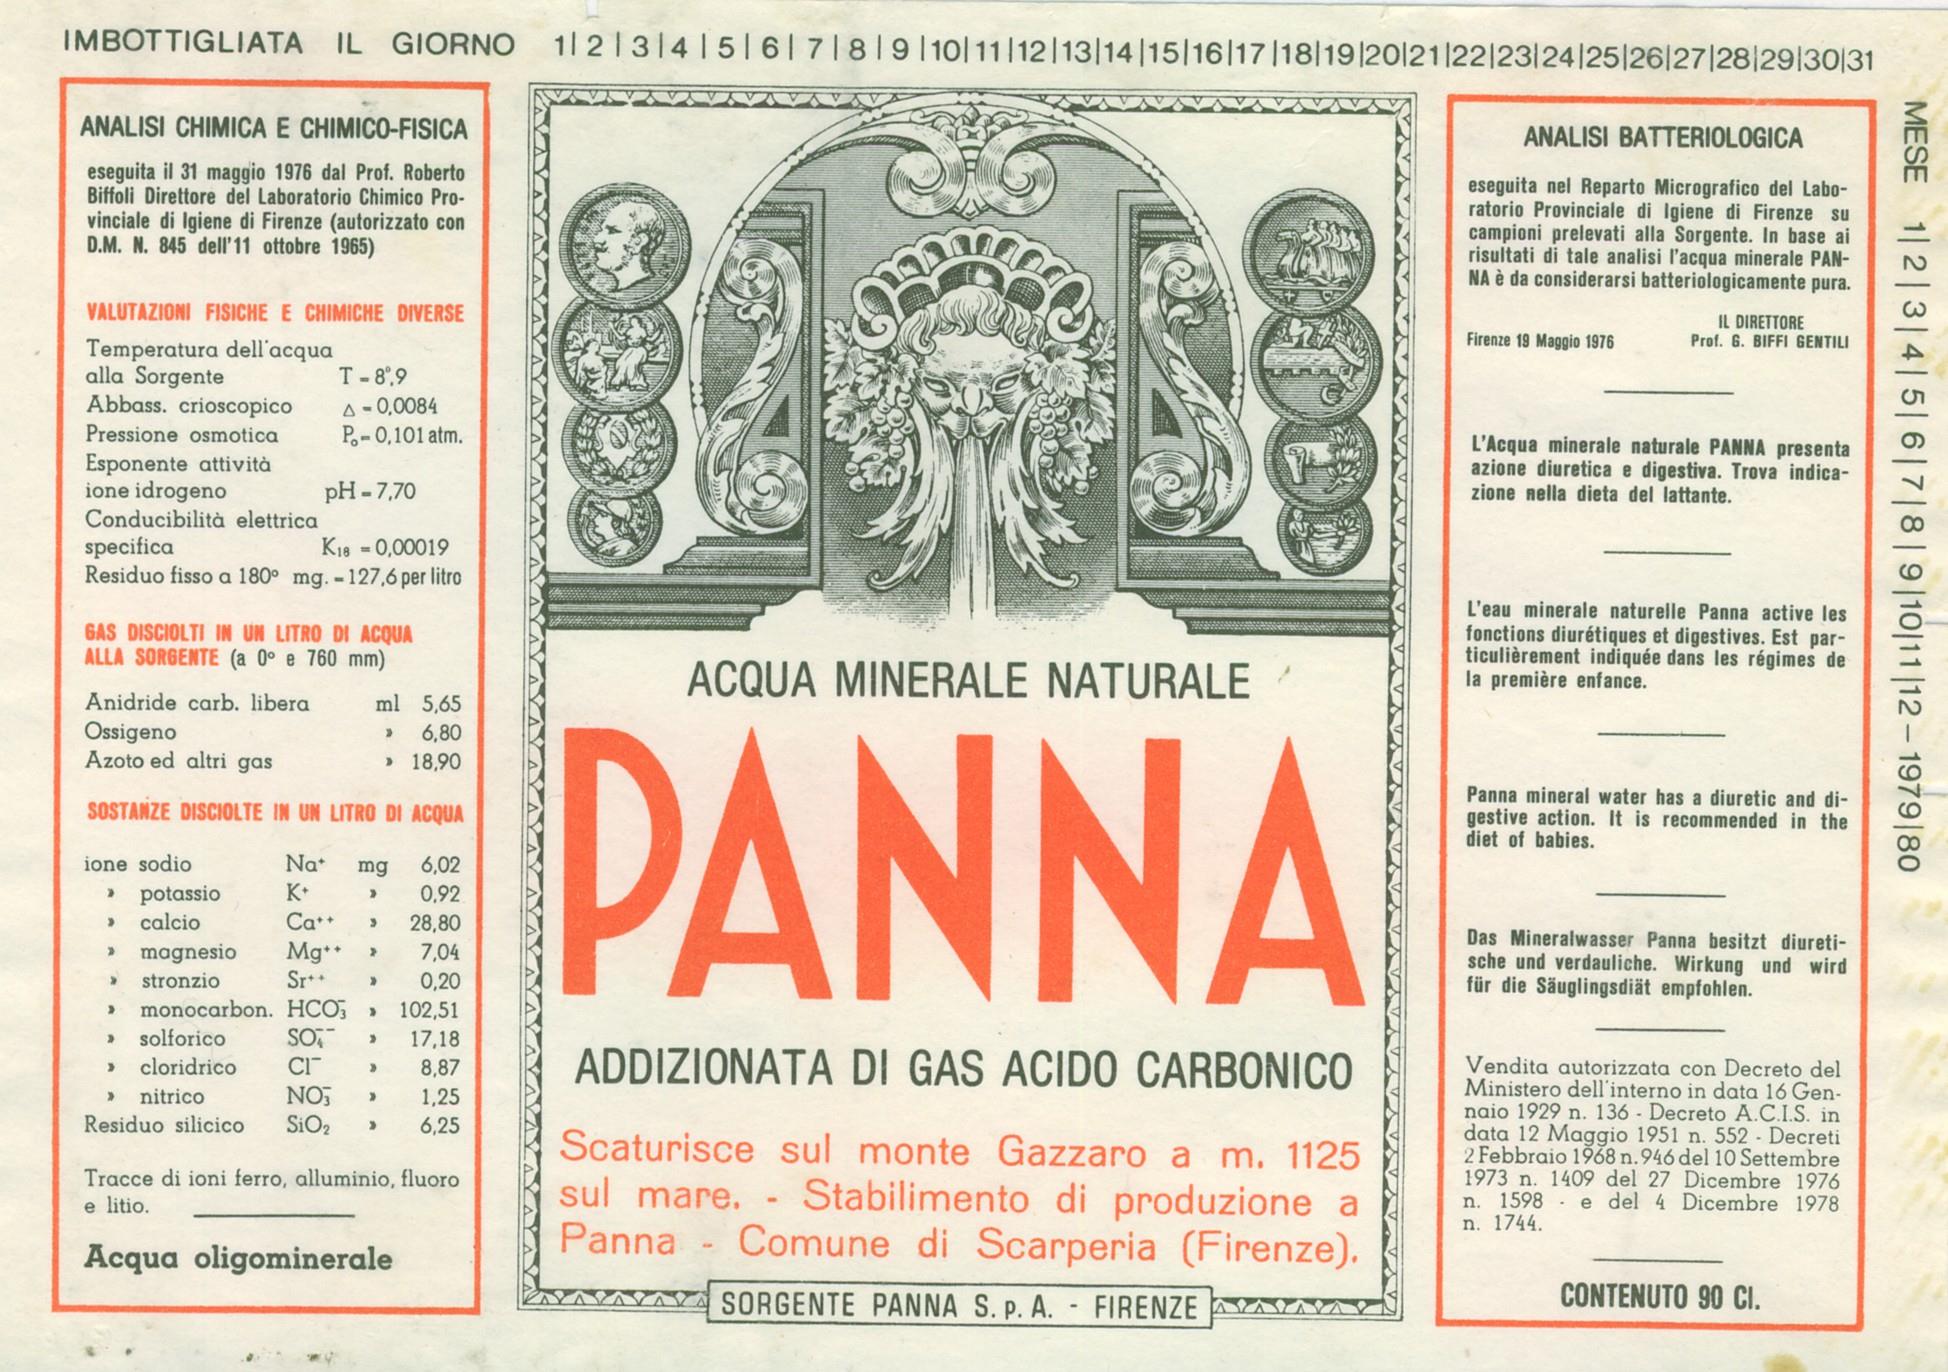 IMBOTTIGLIATA IL GIORNO 1|2|3|4|5|6|7|8|9|10|11|12|13|14|15|16|17|18|19|20|21|22|23|24|25|26|27|28|29|30|31
ANALISI CHIMICA E CHIMICO-FISICA
eseguita il 31 maggio 1976 dal Prof. Roberto
Biffoli Direttore del Laboratorio Chimico Pro-
vinciale di Igiene di Firenze (autorizzato con
D.M. N. 845 dell'11 ottobre 1965)
VALUTAZIONI FISICHE E CHIMICHE DIVERSE
Temperatura dell'acqua
alla Sorgente T = 8°,9
Abbass. crioscopico △ = 0,0084
Pressione osmotica P₀ = 0,101 atm.
Esponente attività
ione idrogeno pH = 7,70
Conducibilità elettrica
specifica K₁₈ = 0,00019
Residuo fisso a 180° mg. = 127,6 per litro
GAS DISCIOLTI IN UN LITRO DI ACQUA
ALLA SORGENTE (a 0° e 760 mm)
Anidride carb. libera ml 5,65
Ossigeno » 6,80
Azoto ed altri gas » 18,90
SOSTANZE DISCIOLTE IN UN LITRO DI ACQUA
ione sodio Na⁺ mg 6,02
» potassio K⁺ » 0,92
» calcio Ca⁺⁺ » 28,80
» magnesio Mg⁺⁺ » 7,04
» stronzio Sr⁺⁺ » 0,20
» monocarbon. HCO₃⁻ » 102,51
» solforico SO₄⁻⁻ » 17,18
» cloridrico Cl⁻ » 8,87
» nitrico NO₃⁻ » 1,25
Residuo silicico SiO₂ » 6,25
Tracce di ioni ferro, alluminio, fluoro
e litio.
Acqua oligominerale
ACQUA MINERALE NATURALE
PANNA
ADDIZIONATA DI GAS ACIDO CARBONICO
Scaturisce sul monte Gazzaro a m. 1125
sul mare. - Stabilimento di produzione a
Panna - Comune di Scarperia (Firenze).
SORGENTE PANNA S.p.A. - FIRENZE
ANALISI BATTERIOLOGICA
eseguita nel Reparto Micrografico del Labo-
ratorio Provinciale di Igiene di Firenze su
campioni prelevati alla Sorgente. In base ai
risultati di tale analisi l'acqua minerale PAN-
NA è da considerarsi batteriologicamente pura.
IL DIRETTORE
Firenze 19 Maggio 1976 Prof. G. BIFFI GENTILI
L'Acqua minerale naturale PANNA presenta
azione diuretica e digestiva. Trova indica-
zione nella dieta del lattante.
L'eau minerale naturelle Panna active les
fonctions diurétiques et digestives. Est par-
ticulièrement indiquée dans les régimes de
la première enfance.
Panna mineral water has a diuretic and di-
gestive action. It is recommended in the
diet of babies.
Das Mineralwasser Panna besitzt diureti-
sche und verdauliche. Wirkung und wird
für die Säuglingsdiät empfohlen.
Vendita autorizzata con Decreto del
Ministero dell'interno in data 16 Gen-
naio 1929 n. 136 - Decreto A.C.I.S. in
data 12 Maggio 1951 n. 552 - Decreti
2 Febbraio 1968 n. 946 del 10 Settembre
1973 n. 1409 del 27 Dicembre 1976
n. 1598 - e del 4 Dicembre 1978
n. 1744.
CONTENUTO 90 Cl.
MESE 1|2|3|4|5|6|7|8|9|10|11|12-1979|80